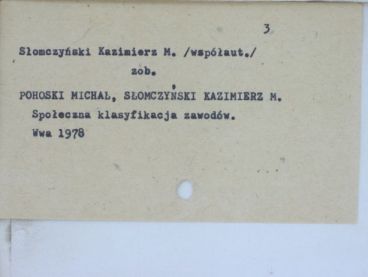 3
Słomczyński Kazimierz M. /współaut./
zob.
POHOSKI MICHAŁ, SŁOMCZYŃSKI KAZIMIERZ M.
Społeczna klasyfikacja zawodów.
Wwa 1978